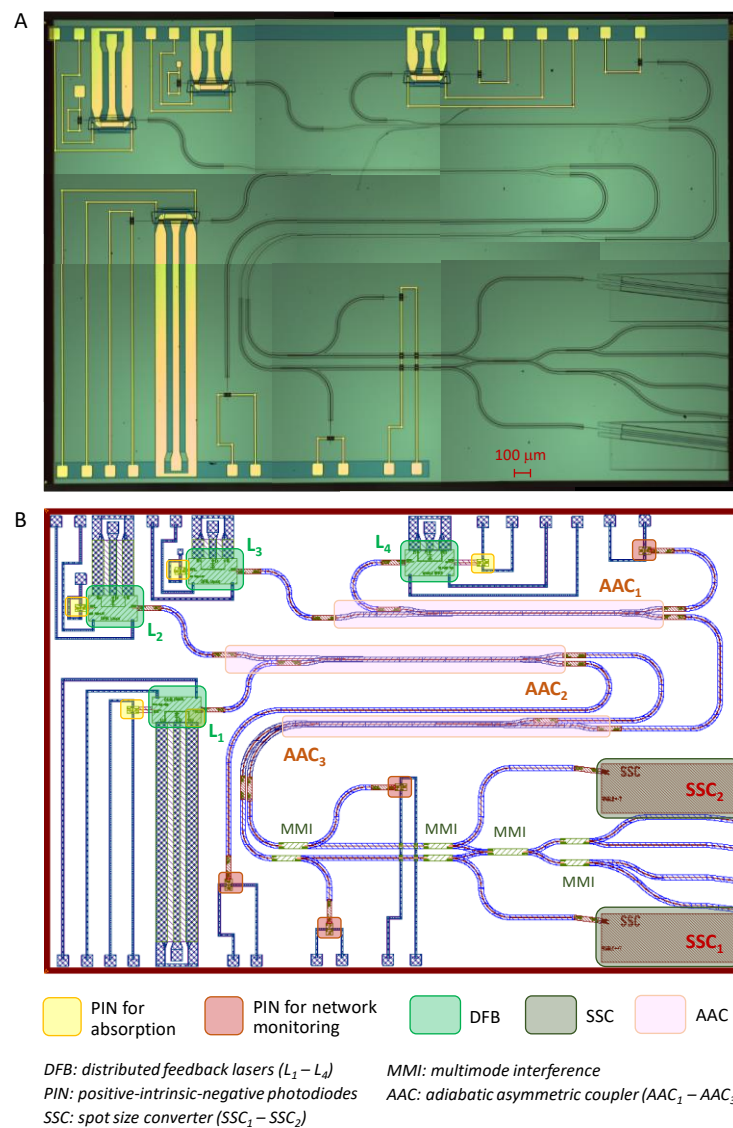 A
100 μm
B
L3
L4
AAC1
L2
AAC2
L1
AAC3
SSC
SSC2
MMI
MMI
MMI
MMI
SSC
SSC1
PIN for absorption
PIN for network monitoring
DFB
SSC
AAC
DFB: distributed feedback lasers (L1 – L4)
MMI: multimode interference
PIN: positive-intrinsic-negative photodiodes
AAC: adiabatic asymmetric coupler (AAC1 – AAC3
SSC: spot size converter (SSC1 – SSC2)